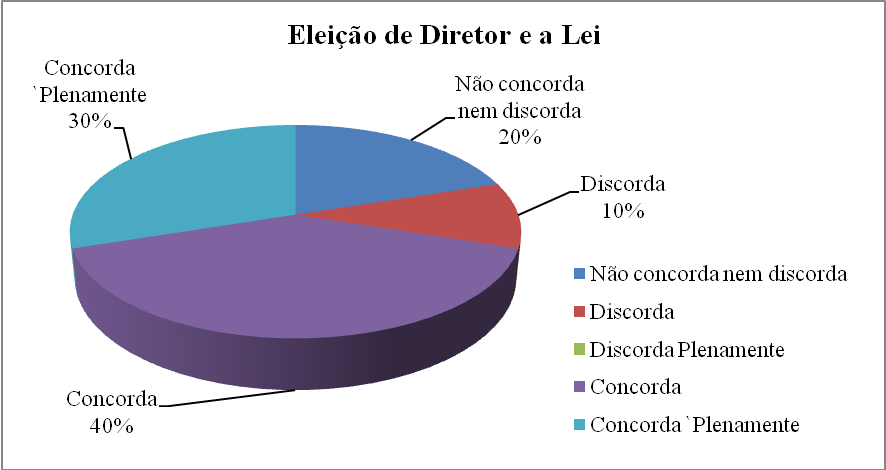 Eleição de Diretor e a Lei
Concorda
`Plenamente
30%
Não concorda
nem discorda
20%
Discorda
10%
Concorda
40%
Não concorda nem discorda
Discorda
Discorda Plenamente
Concorda
Concorda `Plenamente